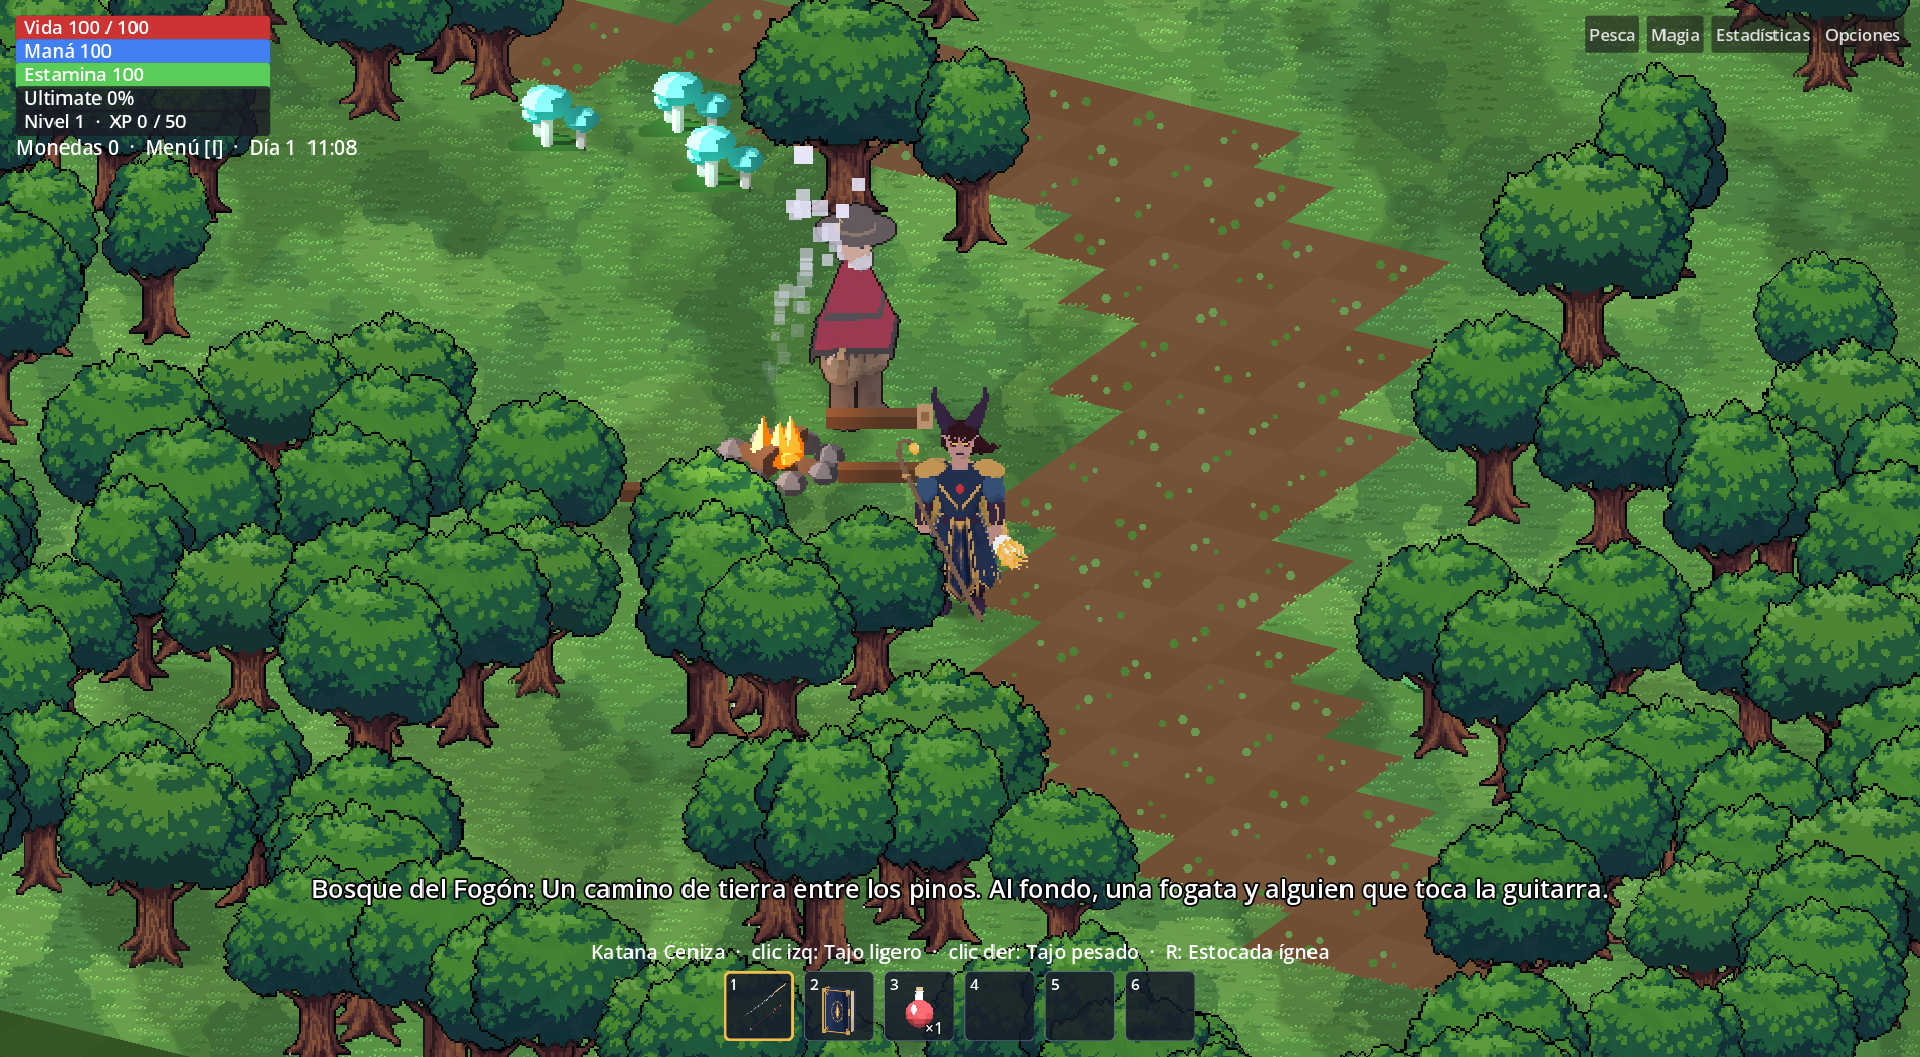 Vida 100 / 100
Maná 100
Estamina 100
Ultimate 0%
Nivel 1 · XP 0 / 50
Monedas 0 · Menú [I] · Día 1 11:08
Pesca Magia Estadísticas Opciones
Bosque del Fogón: Un camino de tierra entre los pinos. Al fondo, una fogata y alguien que toca la guitarra.
Katana Ceniza · clic izq: Tajo ligero · clic der: Tajo pesado · R: Estocada ígnea
1 2 3 4 5 6
×1